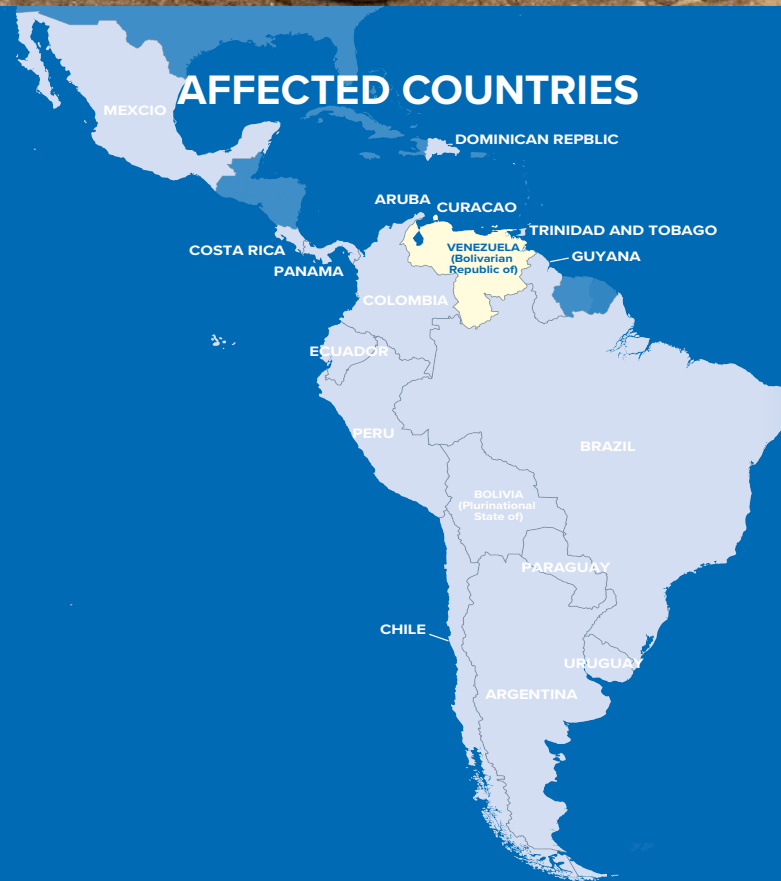 AFFECTED COUNTRIES
MEXCIO
DOMINICAN REPBLIC
ARUBA
CURACAO
TRINIDAD AND TOBAGO
COSTA RICA
VENEZUELA
(Bolivarian
Republic of)
GUYANA
PANAMA
COLOMBIA
ECUADOR
PERU
BRAZIL
BOLIVIA
(Plurinational
State of)
PARAGUAY
CHILE
URUGUAY
ARGENTINA